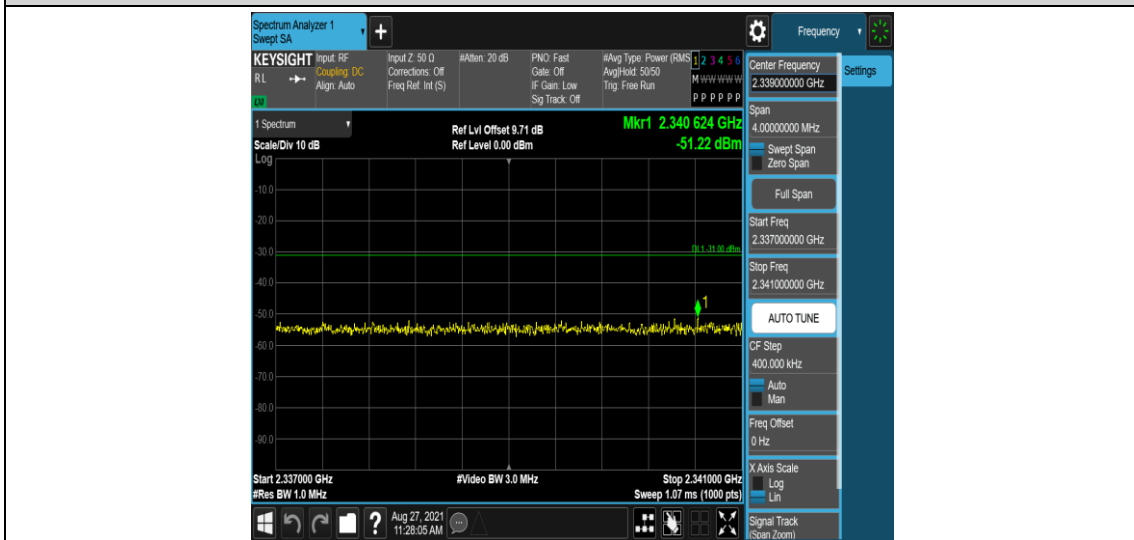 Spectrum Analyzer 1
Swept SA
+
Frequency
KEYSIGHT
RL
LXI
Input: RF
Coupling: DC
Align: Auto
Input Z: 50 Ω
Corrections: Off
Freq Ref: Int (S)
#Atten: 20 dB
PNO: Fast
Gate: Off
IF Gain: Low
Sig Track: Off
#Avg Type: Power (RMS
Avg|Hold: 50/50
Trig: Free Run
1 2 3 4 5 6
M W W W W W
P P P P P P
Center Frequency
2.339000000 GHz
Settings
1 Spectrum
Scale/Div 10 dB
Log
Ref Lvl Offset 9.71 dB
Ref Level 0.00 dBm
Mkr1 2.340 624 GHz
-51.22 dBm
-10.0
-20.0
-30.0
DL1 -31.00 dBm
-40.0
-50.0
1
-60.0
-70.0
-80.0
-90.0
Start 2.337000 GHz
#Res BW 1.0 MHz
#Video BW 3.0 MHz
Stop 2.341000 GHz
Sweep 1.07 ms (1000 pts)
Span
4.00000000 MHz
Swept Span
Zero Span
Full Span
Start Freq
2.337000000 GHz
Stop Freq
2.341000000 GHz
AUTO TUNE
CF Step
400.000 kHz
Auto
Man
Freq Offset
0 Hz
X Axis Scale
Log
Lin
Signal Track
(Span Zoom)
?
Aug 27, 2021
11:28:05 AM